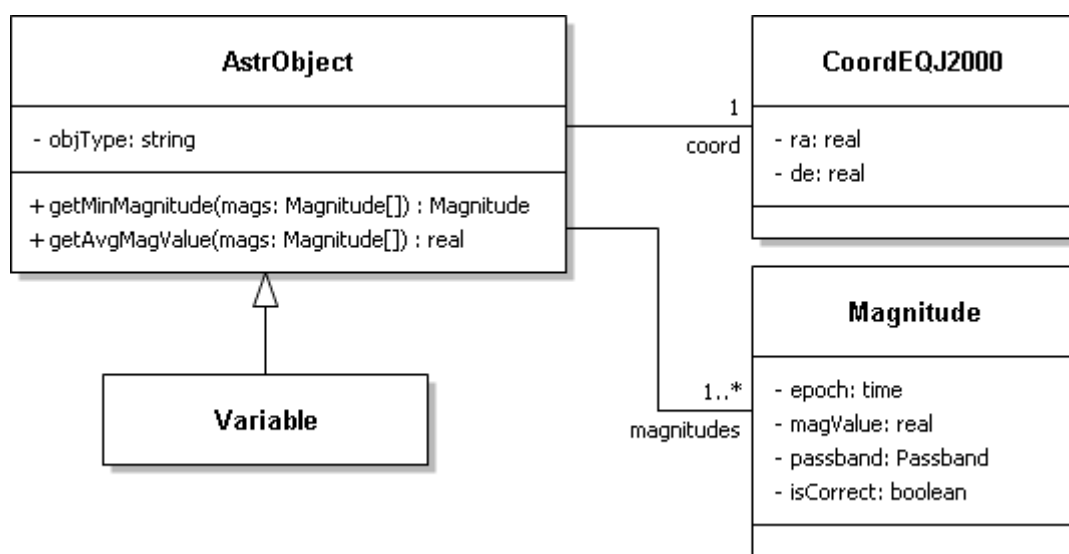 AstrObject
- objType: string
+ getMinMagnitude(mags: Magnitude[]) : Magnitude
+ getAvgMagValue(mags: Magnitude[]) : real
1
coord
CoordEQJ2000
- ra: real
- de: real
Variable
1..*
magnitudes
Magnitude
- epoch: time
- magValue: real
- passband: Passband
- isCorrect: boolean